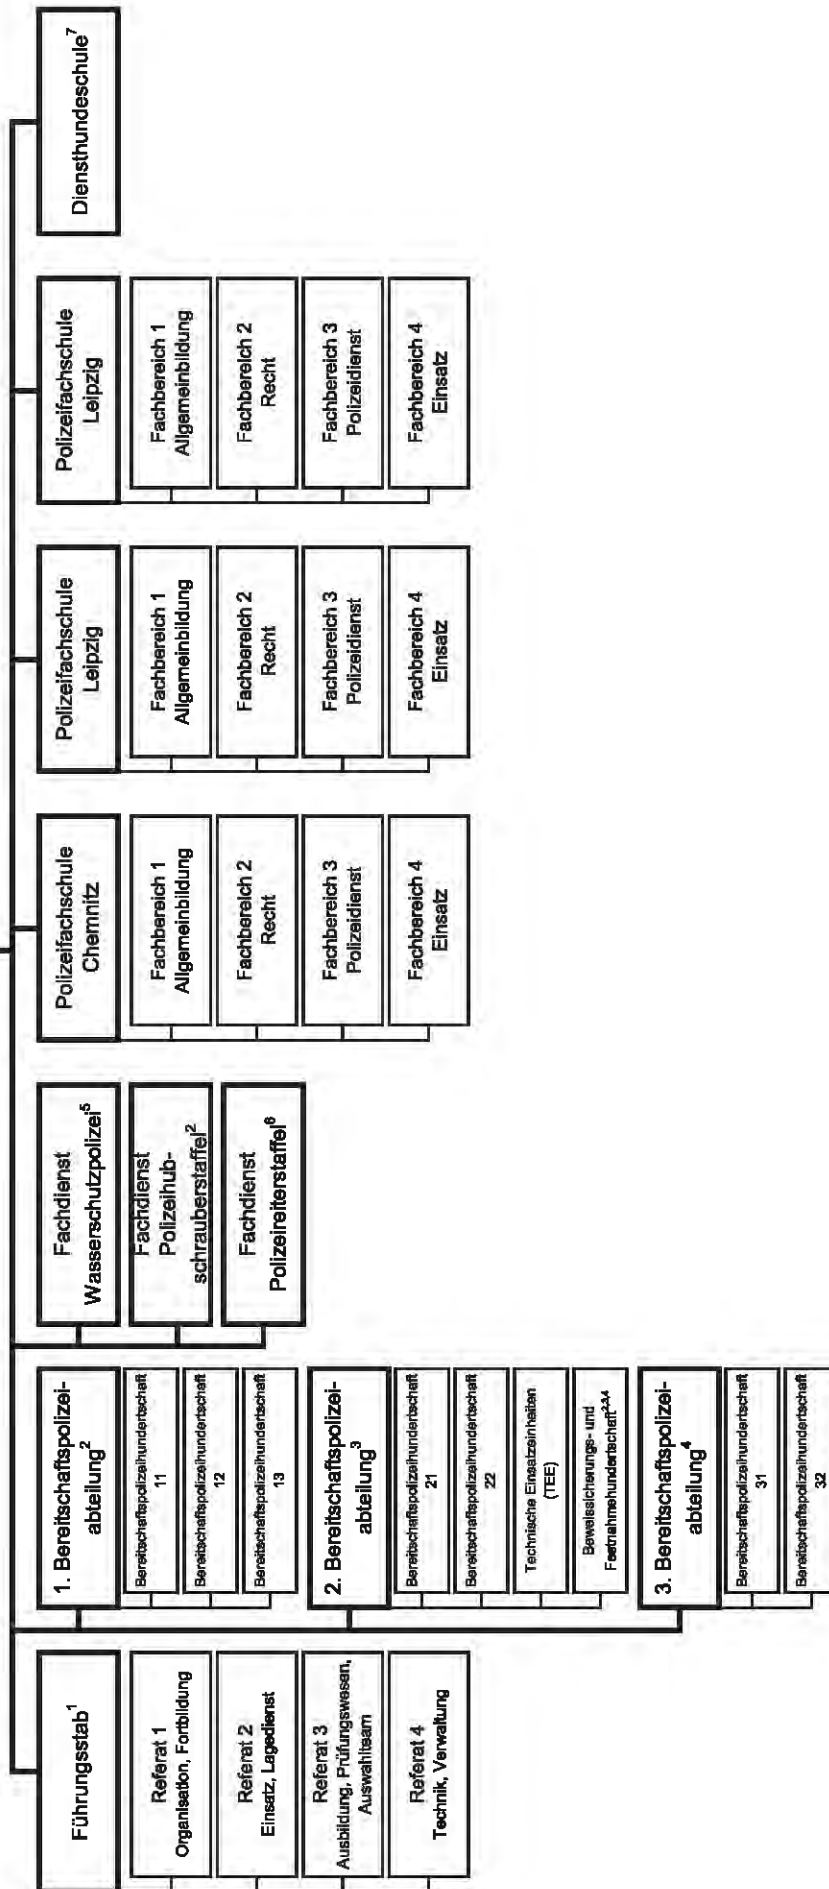 Führungsstab1
Referat 1
Organisation, Fortbildung
Referat 2
Einsatz, Lagedienst
Referat 3
Ausbildung, Prüfungswesen,
Auswahlteam
Referat 4
Technik, Verwaltung
1. Bereitschaftspolizei-
abteilung2
Bereitschaftspolizeihundertschaft
11
Bereitschaftspolizeihundertschaft
12
Bereitschaftspolizeihundertschaft
13
2. Bereitschaftspolizei-
abteilung3
Bereitschaftspolizeihundertschaft
21
Bereitschaftspolizeihundertschaft
22
Technische Einsatzeinheiten
(TEE)
Beweissicherungs- und
Festnahmehundertschaft2,3,4
3. Bereitschaftspolizei-
abteilung4
Bereitschaftspolizeihundertschaft
31
Bereitschaftspolizeihundertschaft
32
Fachdienst
Wasserschutzpolizei5
Fachdienst
Polizeihub-
schrauberstaffel2
Fachdienst
Polizeireiterstaffel6
Polizeifachschule
Chemnitz
Fachbereich 1
Allgemeinbildung
Fachbereich 2
Recht
Fachbereich 3
Polizeidienst
Fachbereich 4
Einsatz
Polizeifachschule
Leipzig
Fachbereich 1
Allgemeinbildung
Fachbereich 2
Recht
Fachbereich 3
Polizeidienst
Fachbereich 4
Einsatz
Polizeifachschule
Leipzig
Fachbereich 1
Allgemeinbildung
Fachbereich 2
Recht
Fachbereich 3
Polizeidienst
Fachbereich 4
Einsatz
Diensthundeschule7